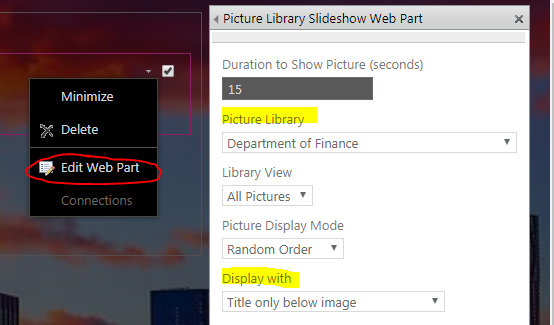 Minimize
Delete
Edit Web Part
Connections
Picture Library Slideshow Web Part
Duration to Show Picture (seconds)
15
Picture Library
Department of Finance
Library View
All Pictures
Picture Display Mode
Random Order
Display with
Title only below image